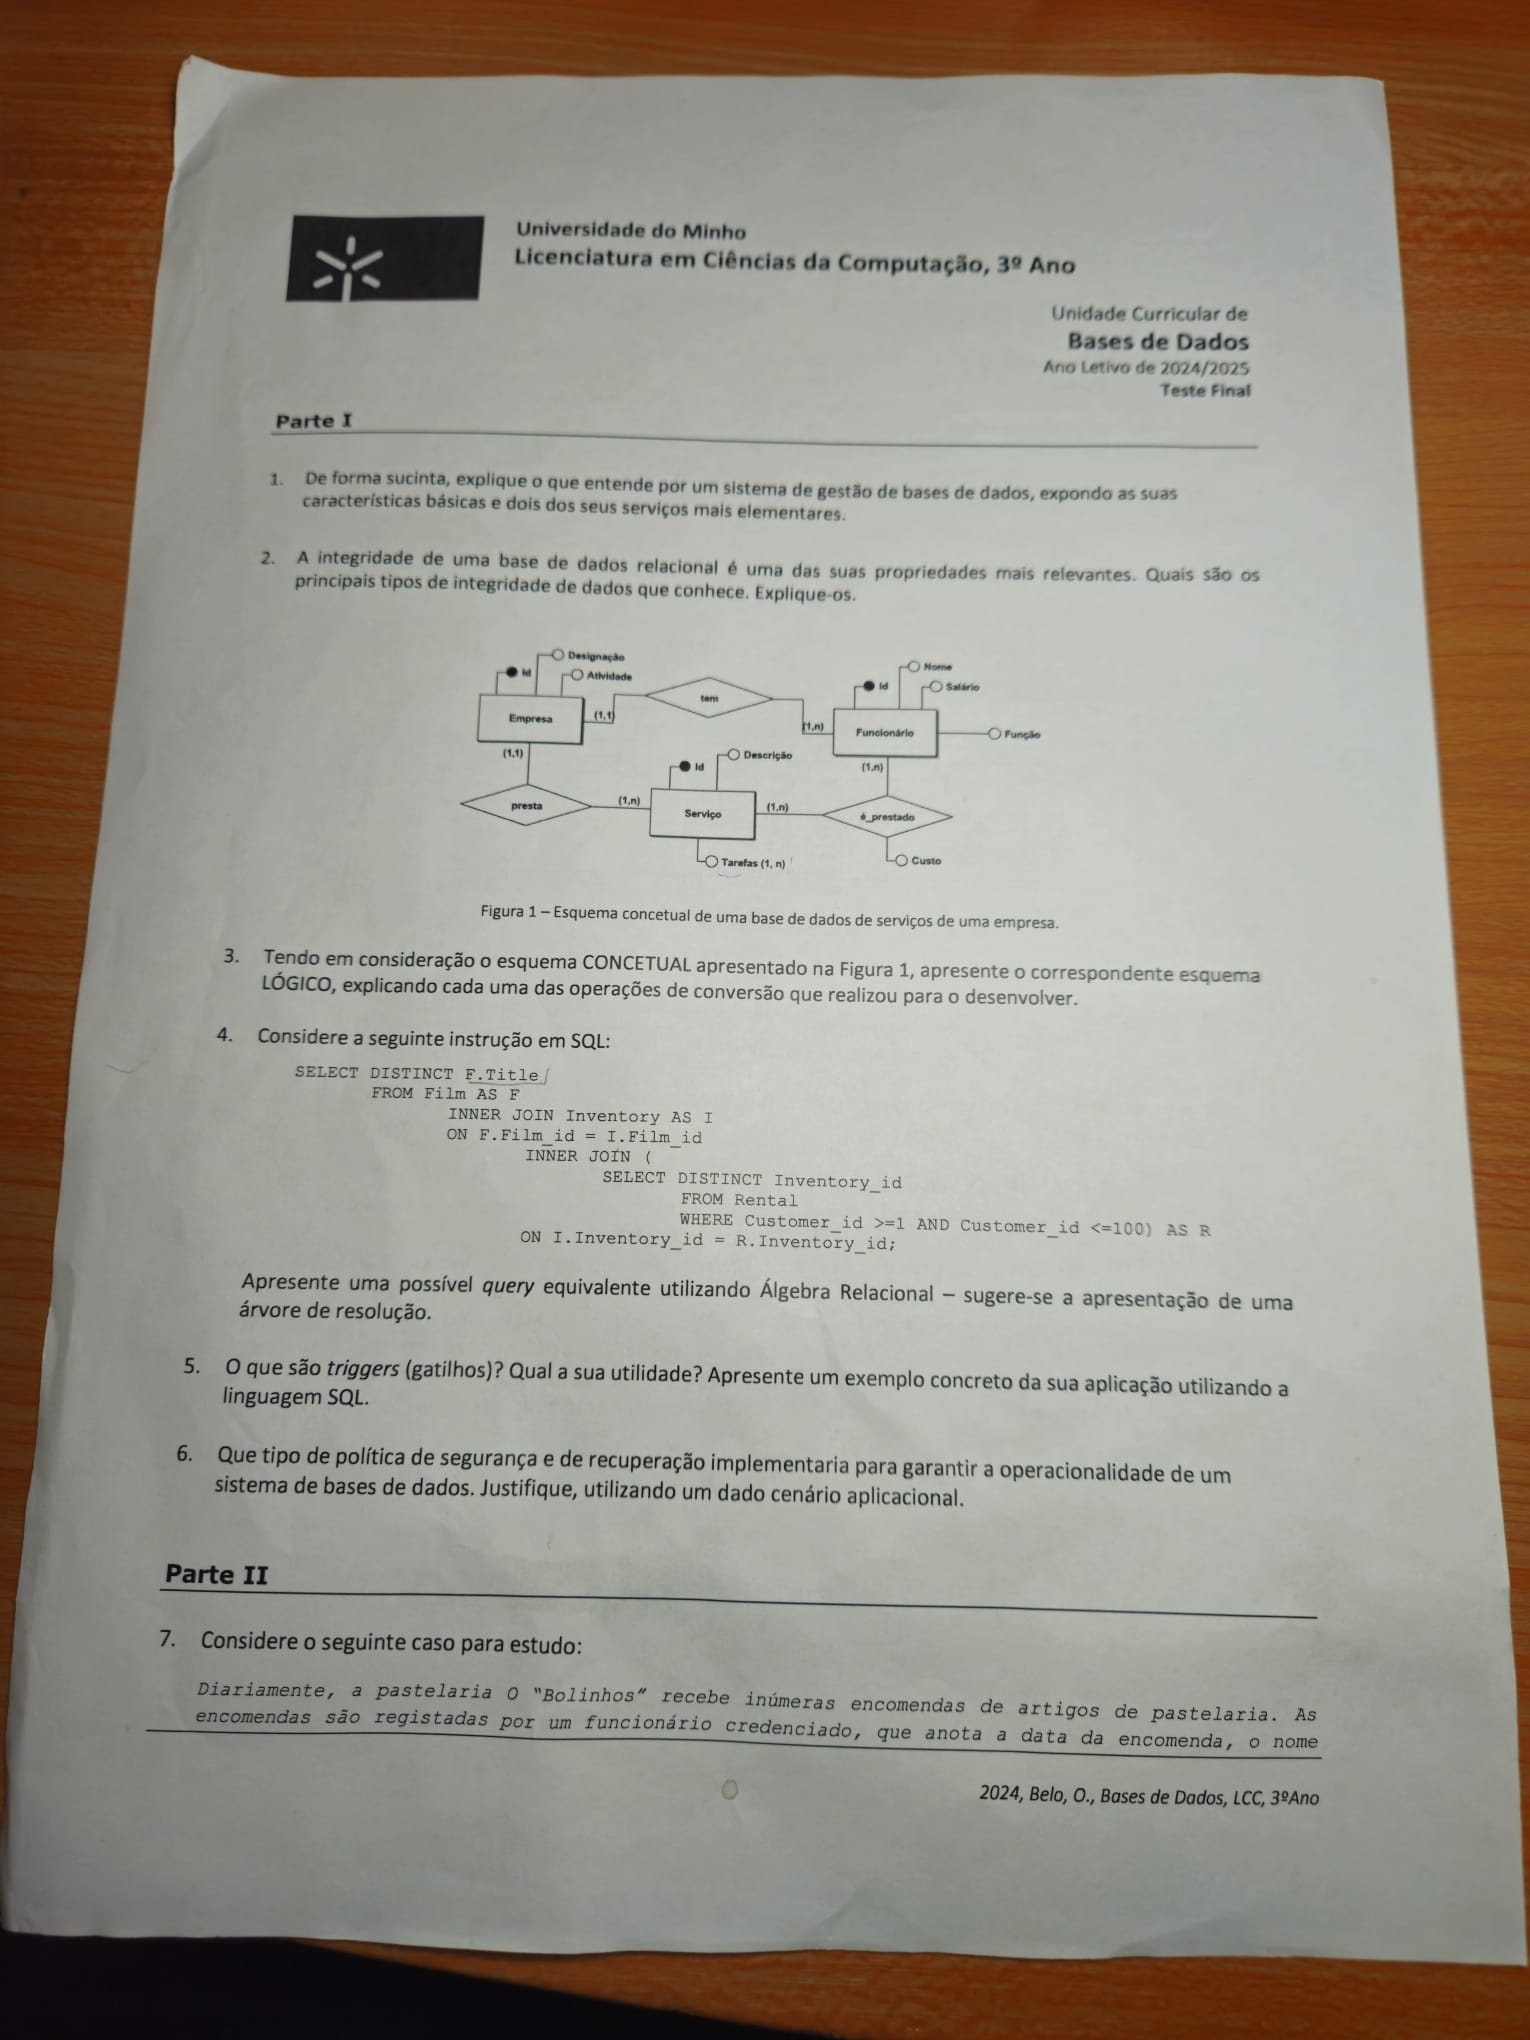 Universidade do Minho
Licenciatura em Ciências da Computação, 3º Ano
Unidade Curricular de
Bases de Dados
Ano Letivo de 2024/2025
Teste Final
Parte I
1. De forma sucinta, explique o que entende por um sistema de gestão de bases de dados, expondo as suas
características básicas e dois dos seus serviços mais elementares.
2. A integridade de uma base de dados relacional é uma das suas propriedades mais relevantes. Quais são os
principais tipos de integridade de dados que conhece. Explique-os.
Designação
Id
Atividade
Empresa
(1,1)
(1,1)
tem
Nome
Id
Salário
(1,n)
Funcionário
Função
(1,n)
Descrição
Id
presta
(1,n)
Serviço
(1,n)
é_prestado
Tarefas (1, n)
Custo
Figura 1 – Esquema concetual de uma base de dados de serviços de uma empresa.
3. Tendo em consideração o esquema CONCETUAL apresentado na Figura 1, apresente o correspondente esquema
LÓGICO, explicando cada uma das operações de conversão que realizou para o desenvolver.
4. Considere a seguinte instrução em SQL:
SELECT DISTINCT F.Title
FROM Film AS F
INNER JOIN Inventory AS I
ON F.Film_id = I.Film_id
INNER JOIN (
SELECT DISTINCT Inventory_id
FROM Rental
WHERE Customer_id >=1 AND Customer_id <=100) AS R
ON I.Inventory_id = R.Inventory_id;
Apresente uma possível query equivalente utilizando Álgebra Relacional – sugere-se a apresentação de uma
árvore de resolução.
5. O que são triggers (gatilhos)? Qual a sua utilidade? Apresente um exemplo concreto da sua aplicação utilizando a
linguagem SQL.
6. Que tipo de política de segurança e de recuperação implementaria para garantir a operacionalidade de um
sistema de bases de dados. Justifique, utilizando um dado cenário aplicacional.
Parte II
7. Considere o seguinte caso para estudo:
Diariamente, a pastelaria O "Bolinhos" recebe inúmeras encomendas de artigos de pastelaria. As
encomendas são registadas por um funcionário credenciado, que anota a data da encomenda, o nome
2024, Belo, O., Bases de Dados, LCC, 3ºAno